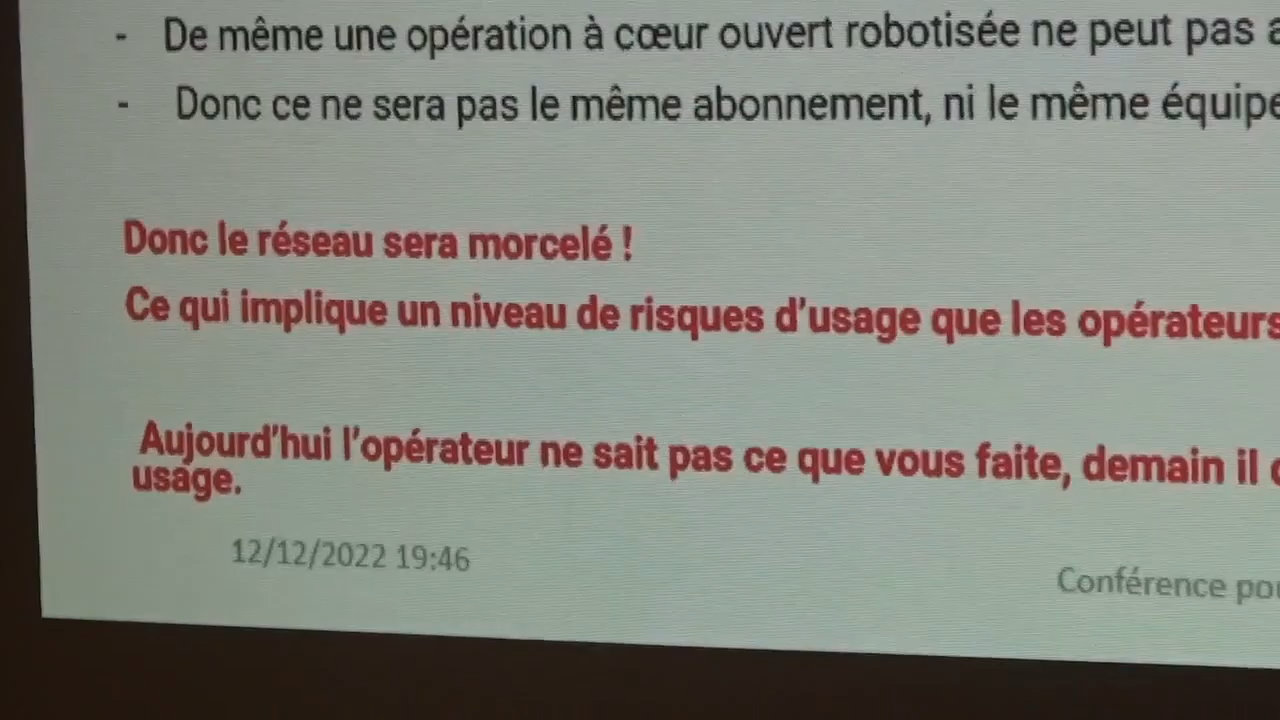 - De même une opération à cœur ouvert robotisée ne peut pas
- Donc ce ne sera pas le même abonnement, ni le même
Donc le réseau sera morcelé !
Ce qui implique un niveau de risques d'usage que les opérateurs
Aujourd'hui l'opérateur ne sait pas ce que vous faite, demain il
usage.
12/12/2022 19:46
Conférence